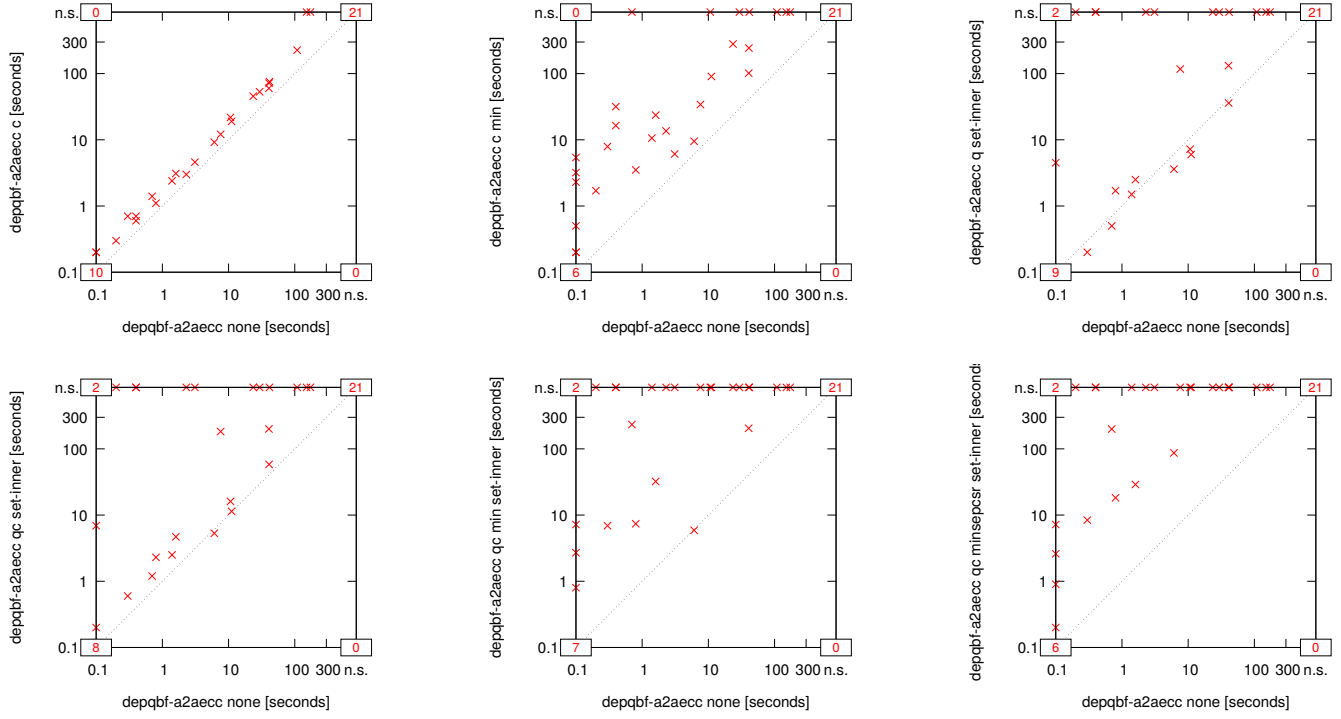 n.s. 0 21
300
100
10
1
0.1 10 0
0.1 1 10 100 300 n.s.
depqbf-a2aecc c [seconds]
depqbf-a2aecc none [seconds]
n.s. 0 21
300
100
10
1
0.1 6 0
0.1 1 10 100 300 n.s.
depqbf-a2aecc c min [seconds]
depqbf-a2aecc none [seconds]
n.s. 2 21
300
100
10
1
0.1 9 0
0.1 1 10 100 300 n.s.
depqbf-a2aecc q set-inner [seconds]
depqbf-a2aecc none [seconds]
n.s. 2 21
300
100
10
1
0.1 8 0
0.1 1 10 100 300 n.s.
depqbf-a2aecc qc set-inner [seconds]
depqbf-a2aecc none [seconds]
n.s. 2 21
300
100
10
1
0.1 7 0
0.1 1 10 100 300 n.s.
depqbf-a2aecc qc min set-inner [seconds]
depqbf-a2aecc none [seconds]
n.s. 2 21
300
100
10
1
0.1 6 0
0.1 1 10 100 300 n.s.
depqbf-a2aecc qc minsepcsr set-inner [second
depqbf-a2aecc none [seconds]